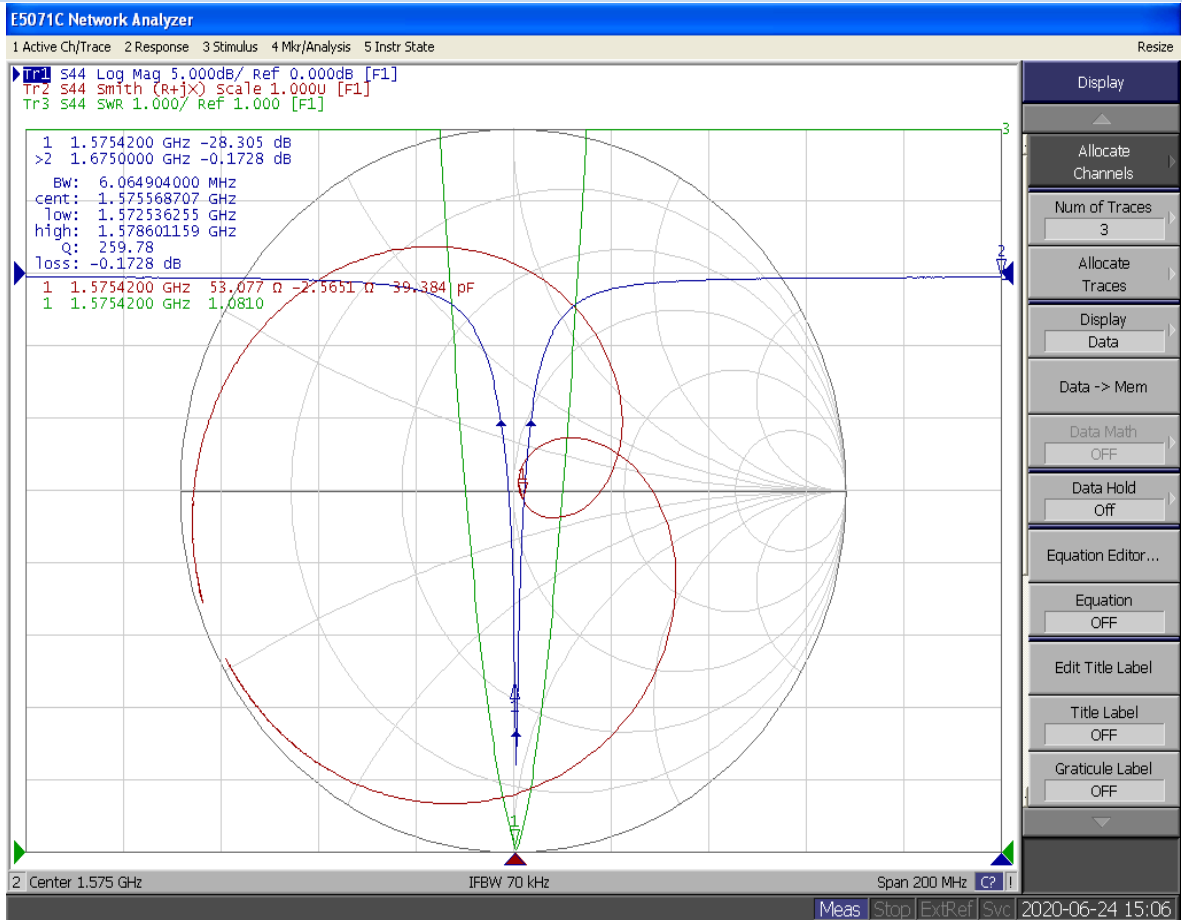 E5071C Network Analyzer
1 Active Ch/Trace 2 Response 3 Stimulus 4 Mkr/Analysis 5 Instr State
Resize
Tr1 S44 Log Mag 5.000dB/ Ref 0.000dB [F1]
Tr2 S44 Smith (R+jX) Scale 1.000U [F1]
Tr3 S44 SWR 1.000/ Ref 1.000 [F1]
3
1 1.5754200 GHz -28.305 dB
>2 1.6750000 GHz -0.1728 dB
BW: 6.064904000 MHz
cent: 1.575568707 GHz
low: 1.572536255 GHz
high: 1.578601159 GHz
Q: 259.78
loss: -0.1728 dB
2
1 1.5754200 GHz 53.077 Ω -2.5651 Ω 39.384 pF
1 1.5754200 GHz 1.0810
1
2 Center 1.575 GHz
IFBW 70 kHz
Span 200 MHz C? !
Display
Allocate
Channels
Num of Traces
3
Allocate
Traces
Display
Data
Data -> Mem
Data Math
OFF
Data Hold
Off
Equation Editor...
Equation
OFF
Edit Title Label
Title Label
OFF
Graticule Label
OFF
Meas Stop ExtRef Svc 2020-06-24 15:06